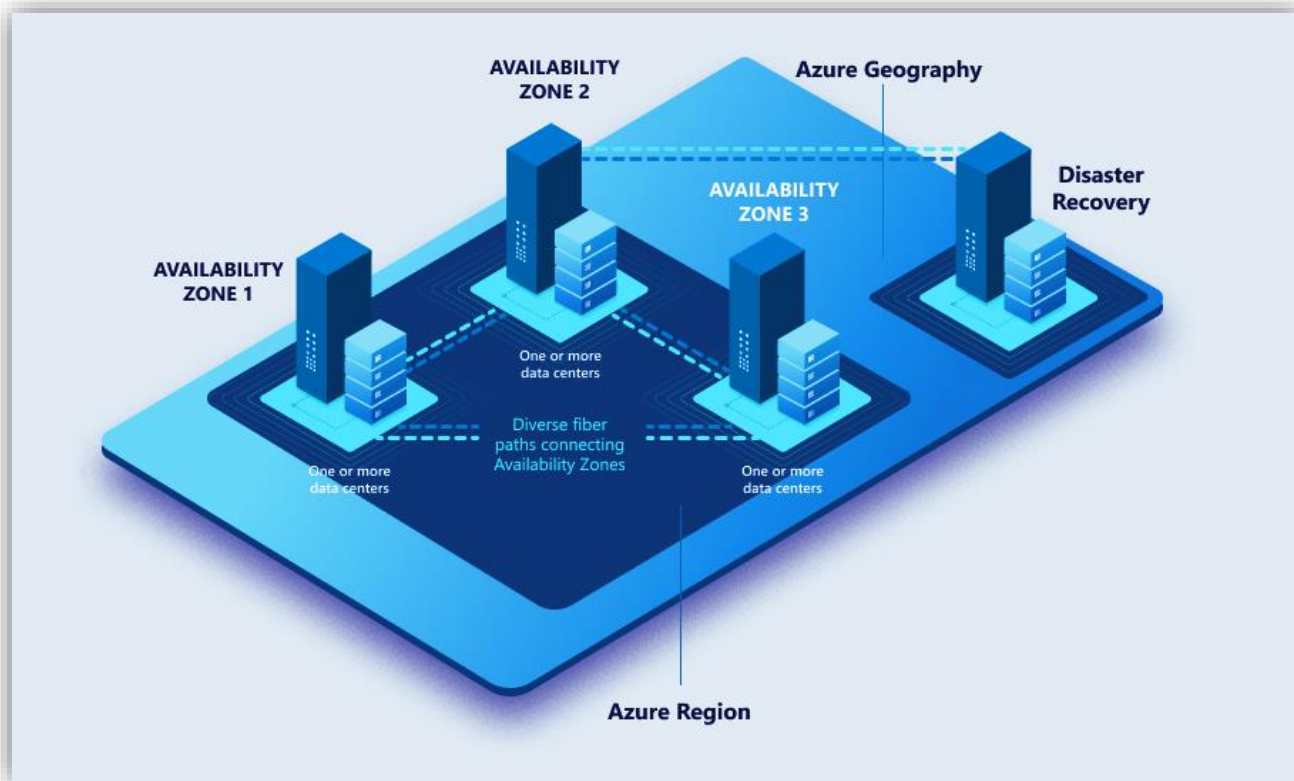 AVAILABILITY
ZONE 2
Azure Geography
AVAILABILITY
ZONE 3
Disaster
Recovery
AVAILABILITY
ZONE 1
One or more
data centers
Diverse fiber
paths connecting
Availability Zones
One or more
data centers
One or more
data centers
Azure Region